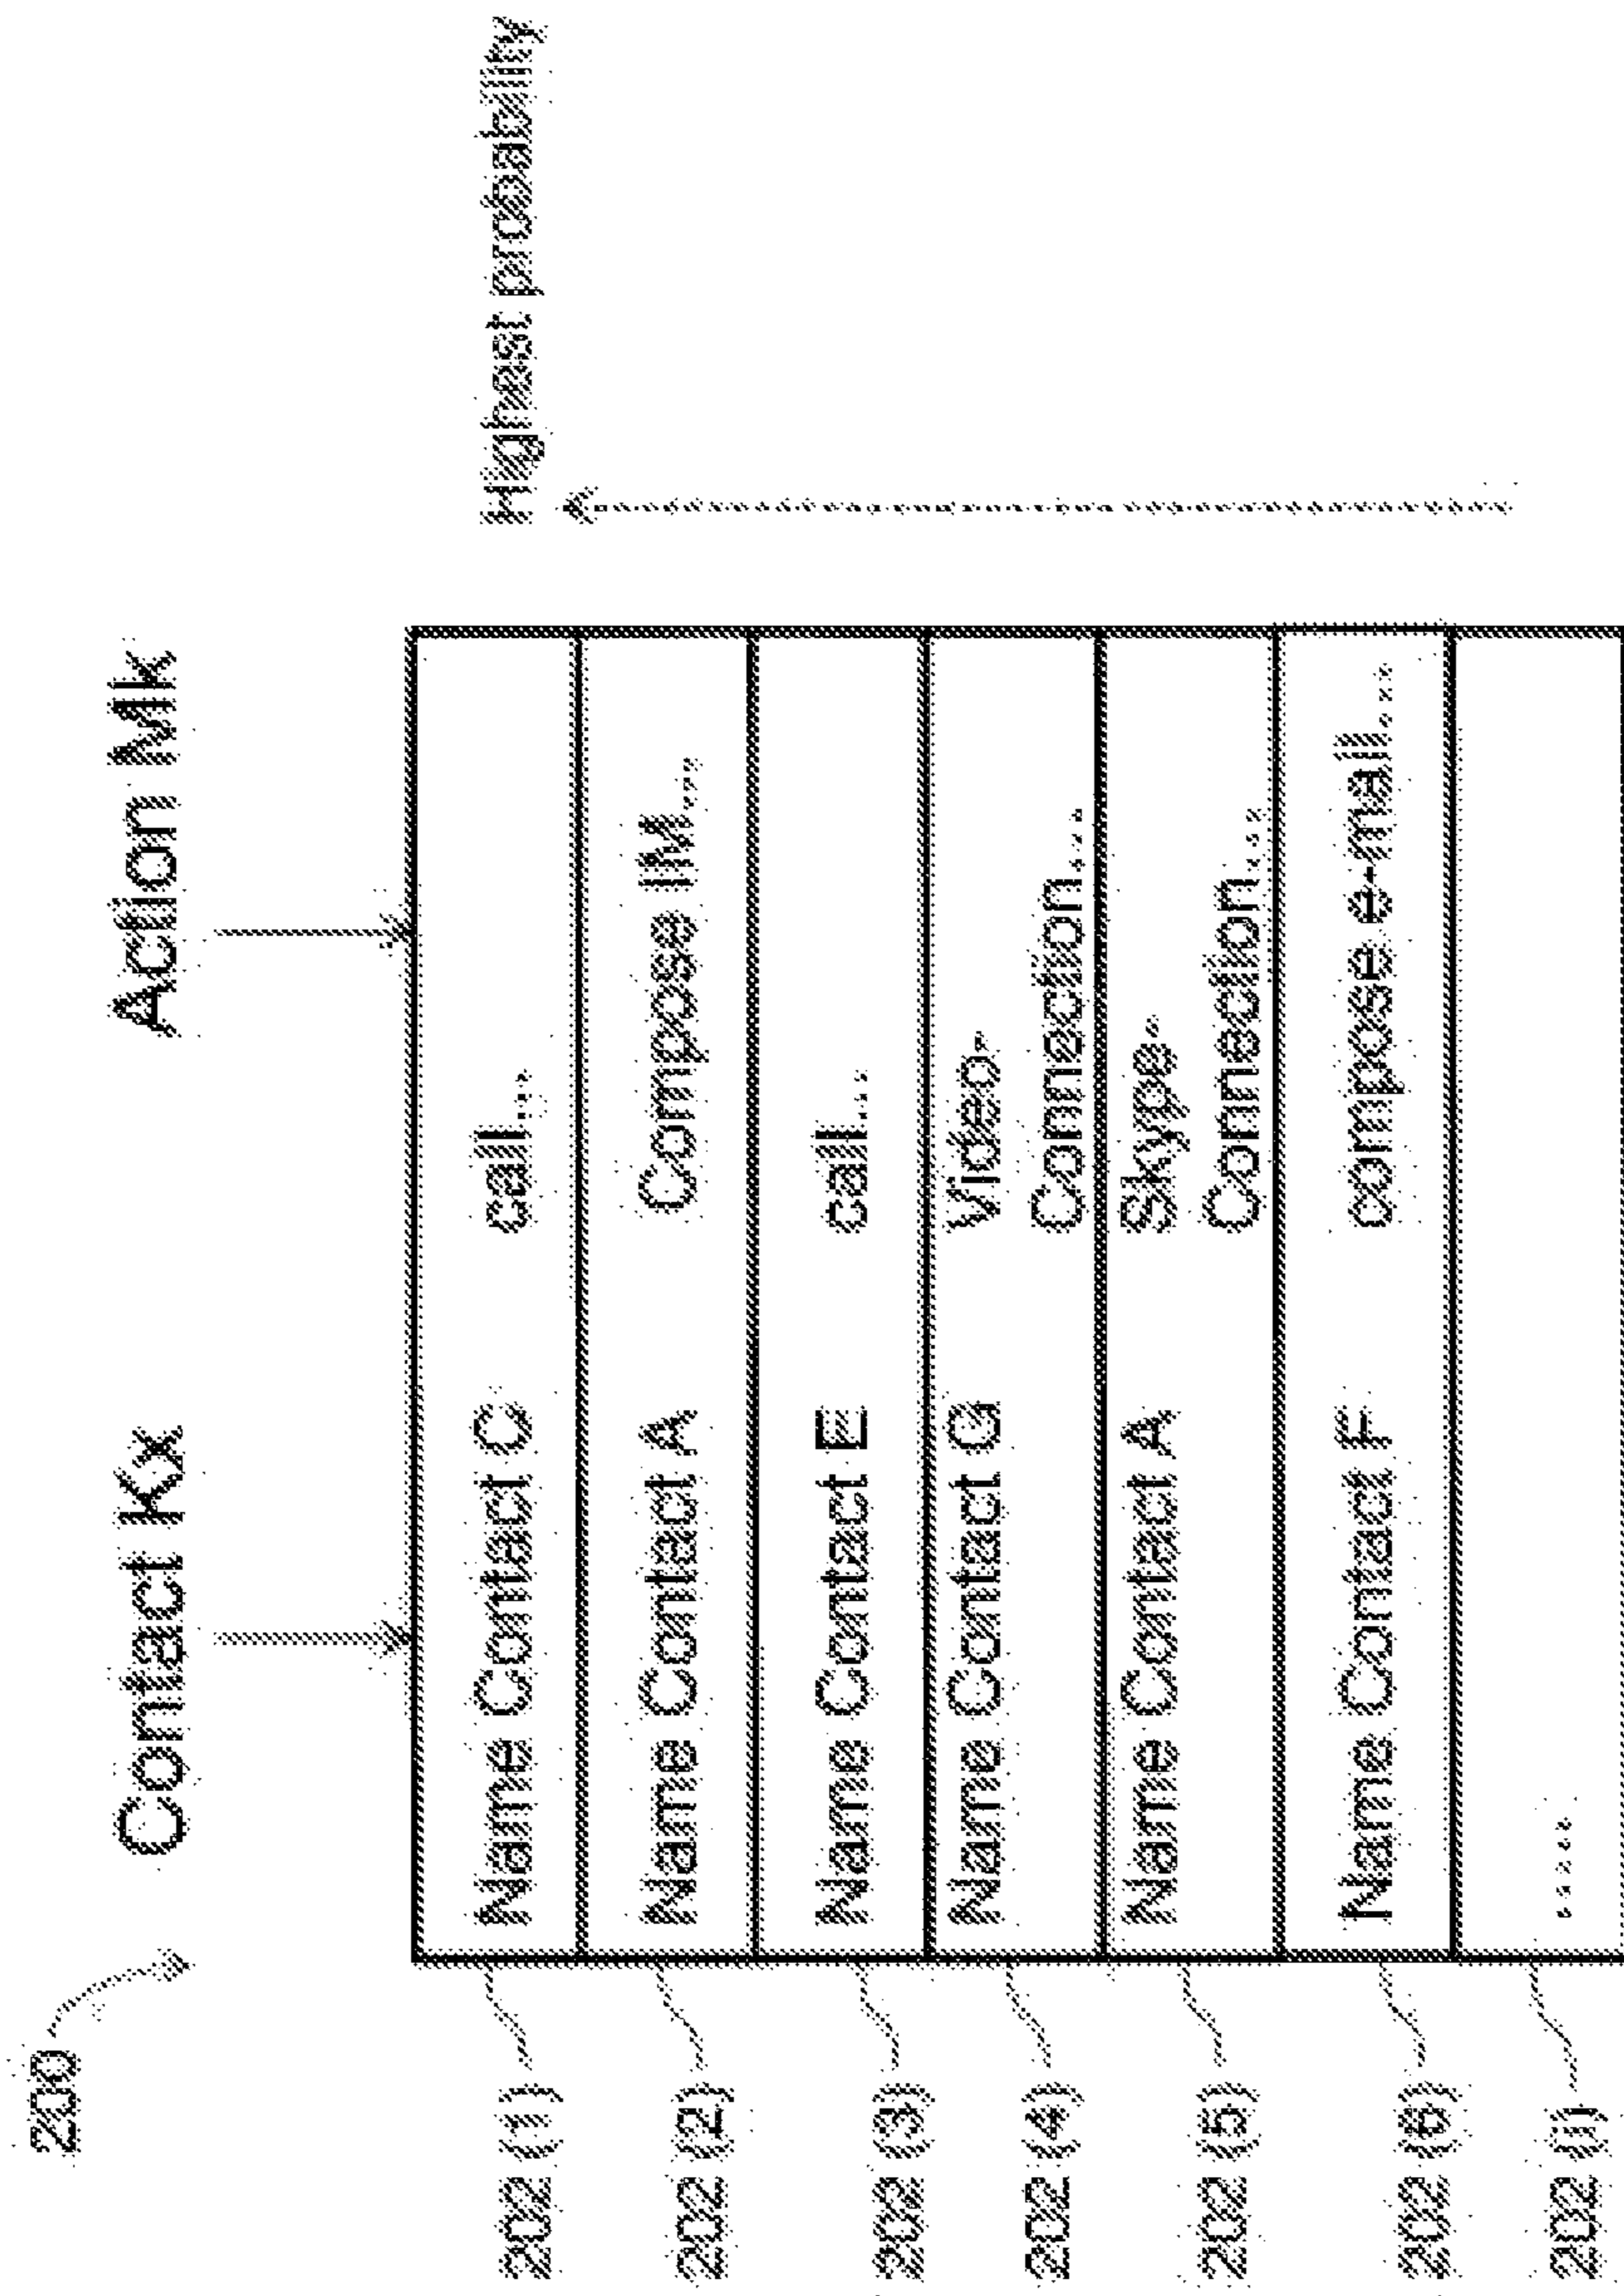 200
Contact Kx Action Mk
Highest probability
202 (1) Name Contact C call...
202 (2) Name Contact A Compose IM...
202 (3) Name Contact E call...
202 (4) Name Contact G Video-
Connection...
202 (5) Name Contact A Skype-
Connection...
202 (6) Name Contact F compose e-mail...
202 (i) .....